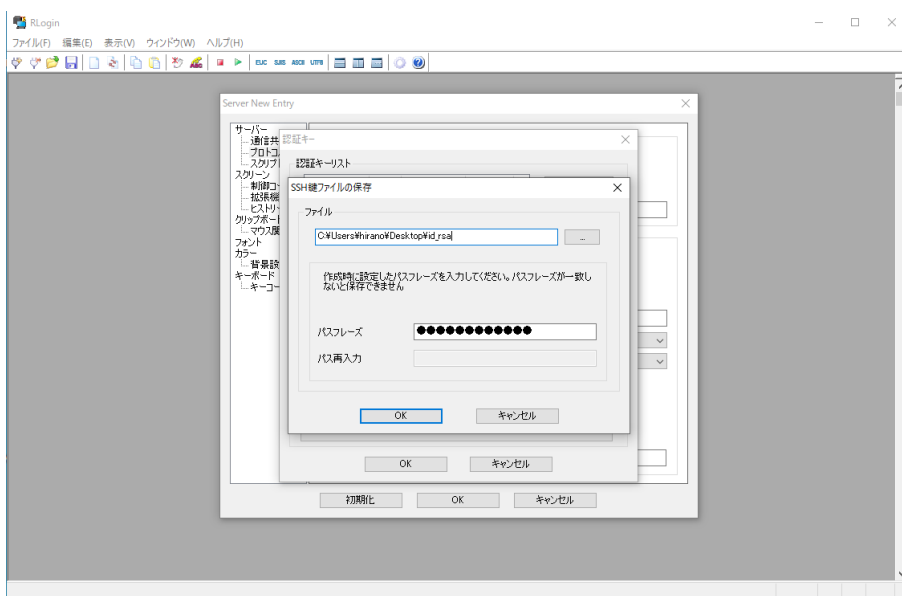 RLogin
ファイル(F) 編集(E) 表示(V) ウィンドウ(W) ヘルプ(H)
EUC SJIS ASCII UTF8
Server New Entry
サーバー
通信共
プロトコ
スクリプ
スクリーン
制御コー
拡張機
ヒストリ
クリップボード
マウス関
フォント
カラー
背景設
キーボード
キーコー
認証キー
認証キーリスト
SSH鍵ファイルの保存
ファイル
C:¥Users¥hirano¥Desktop¥id_rsa
...
作成時に設定したパスフレーズを入力してください。パスフレーズが一致し
ないと保存できません
パスフレーズ
パス再入力
OK キャンセル
OK キャンセル
初期化 OK キャンセル